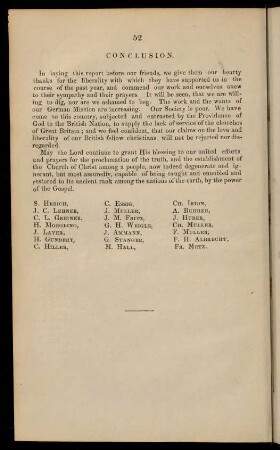 52
CONCLUSION.
In laying this report before our friends, we give them our hearty
thanks for the liberality with which they have supported us in the
course of the past year, and commend our work and ourselves anew
to their sympathy and their prayers. It will be seen, that we are will-
ing to dig, nor are we ashamed to beg. The work and the wants of
our German Mission are increasing. Our Society is poor. We have
come to this country, subjected and entrusted by the Providence of
God to the British Nation, to supply the lack of service of the churches
of Great Britain; and we feel confident, that our claims on the love and
liberality of our British fellow christians will not be rejected nor dis-
regarded.
May the Lord continue to grant His blessing to our united efforts
and prayers for the proclamation of the truth, and the establishment of
the Church of Christ among a people, now indeed degenerate and ig-
norant, but most assuredly, capable of being taught and ennobled and
restored to its ancient rank among the nations of the earth, by the power
of the Gospel.
S. Hebich, C. Essig, Ch. Irion,
J. C. Lehner, J. Muller, A. Buhrer,
C. L. Greiner, J. M. Fritz, J. Huber,
H. Moegling, G. H. Weigle, Ch. Muller,
J. Layer, J. Ammann, F. Muller,
H. Gundert, G. Stanger, F. H. Albrecht,
C. Hiller, M. Hall, Fr. Metz.